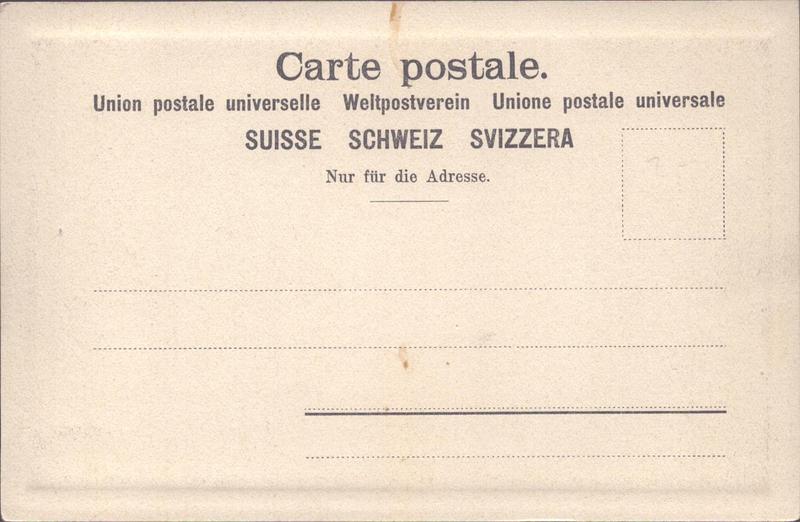 Carte postale.
Union postale universelle Weltpostverein Unione postale universale
SUISSE SCHWEIZ SVIZZERA
Nur für die Adresse.